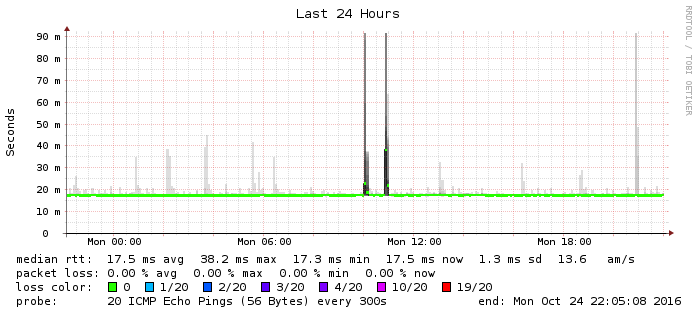 Last 24 Hours
RRDTOOL / TOBI OETIKER
Seconds
90 m
80 m
70 m
60 m
50 m
40 m
30 m
20 m
10 m
0
Mon 00:00 Mon 06:00 Mon 12:00 Mon 18:00
median rtt: 17.5 ms avg 38.2 ms max 17.3 ms min 17.5 ms now 1.3 ms sd 13.6 am/s
packet loss: 0.00 % avg 0.00 % max 0.00 % min 0.00 % now
loss color: 0 1/20 2/20 3/20 4/20 10/20 19/20
probe: 20 ICMP Echo Pings (56 Bytes) every 300s end: Mon Oct 24 22:05:08 2016